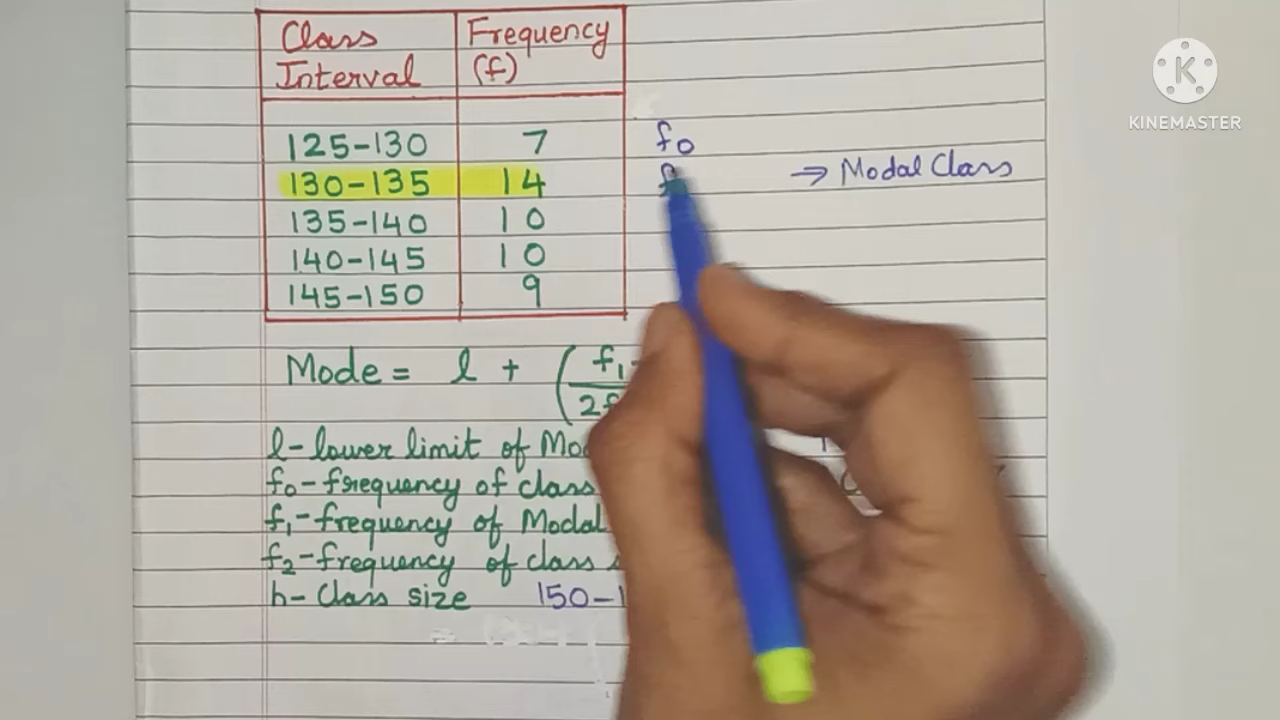 Class Frequency
Interval (f)
125-130 7 f₀
130-135 14 → Modal Class
135-140 10
140-145 10
145-150 9
Mode = l + (f₁-
2f
l-lower limit of Mo
f₀-frequency of class
f₁-frequency of Modal
f₂-frequency of class
h- Class size 150-1
KINEMASTER